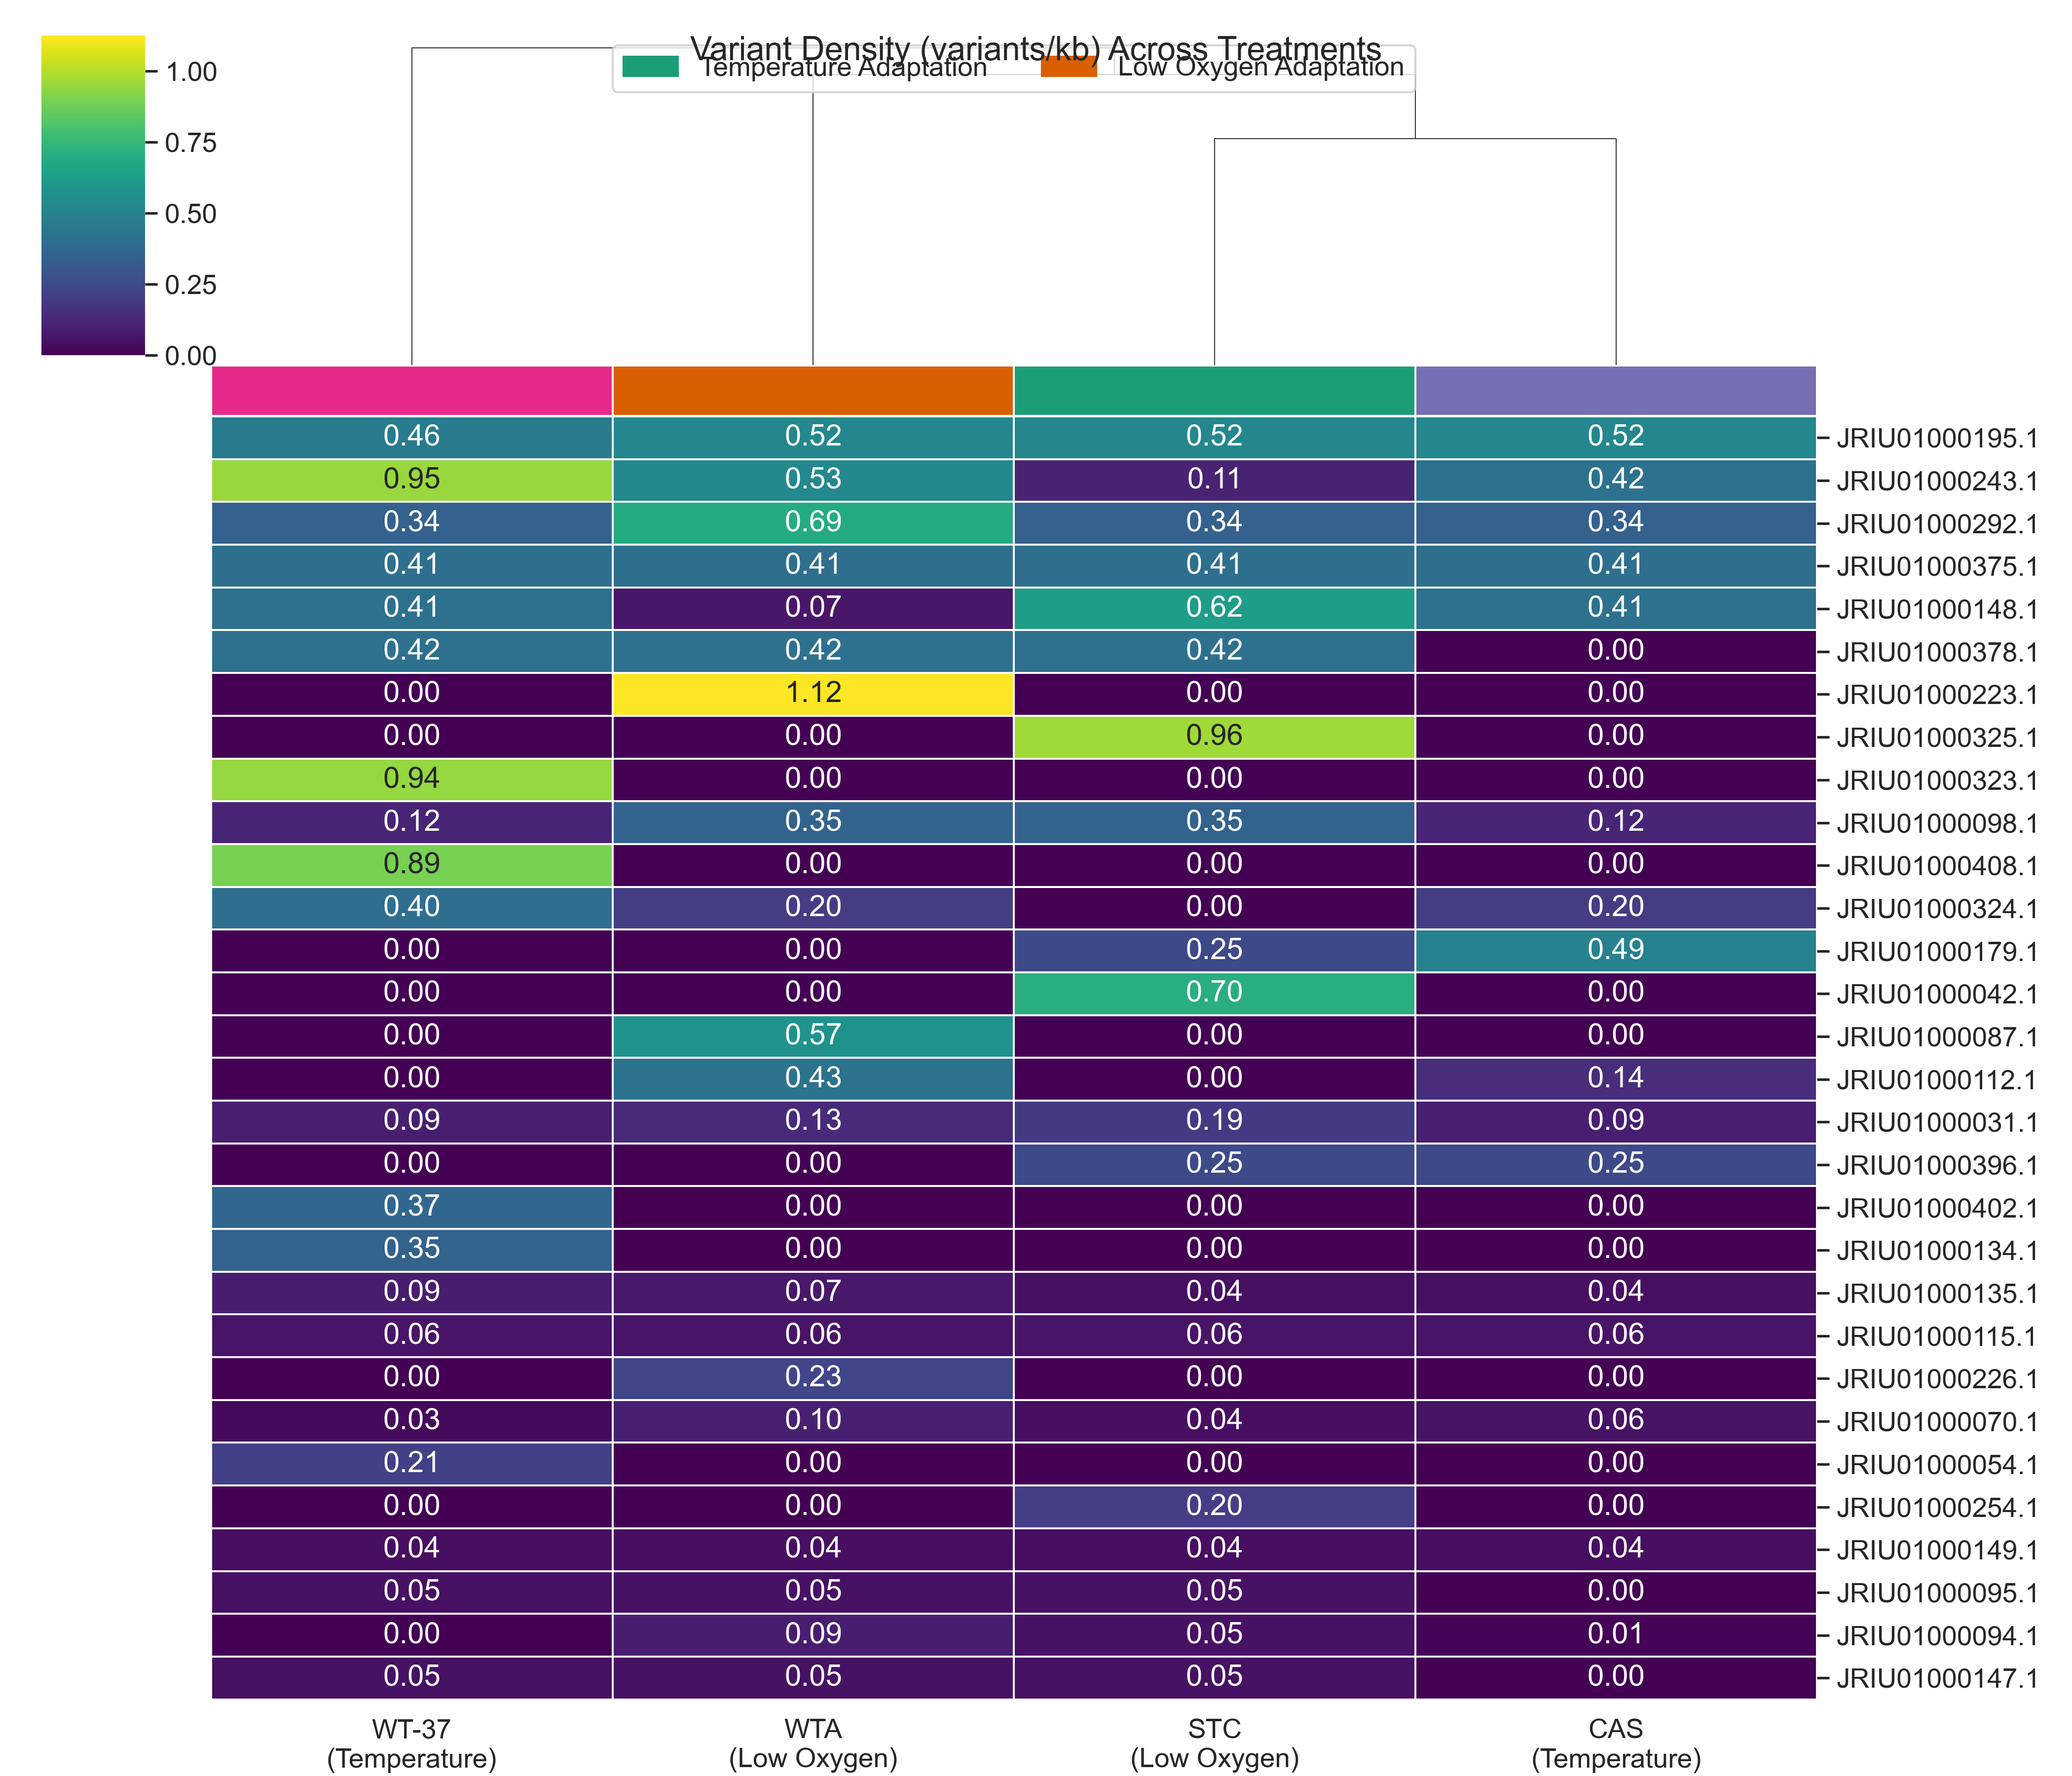 Variant Density (variants/kb) Across Treatments
Temperature Adaptation Low Oxygen Adaptation
1.00
0.75
0.50
0.25
0.00
0.46 0.52 0.52 0.52 JRIU01000195.1
0.95 0.53 0.11 0.42 JRIU01000243.1
0.34 0.69 0.34 0.34 JRIU01000292.1
0.41 0.41 0.41 0.41 JRIU01000375.1
0.41 0.07 0.62 0.41 JRIU01000148.1
0.42 0.42 0.42 0.00 JRIU01000378.1
0.00 1.12 0.00 0.00 JRIU01000223.1
0.00 0.00 0.96 0.00 JRIU01000325.1
0.94 0.00 0.00 0.00 JRIU01000323.1
0.12 0.35 0.35 0.12 JRIU01000098.1
0.89 0.00 0.00 0.00 JRIU01000408.1
0.40 0.20 0.00 0.20 JRIU01000324.1
0.00 0.00 0.25 0.49 JRIU01000179.1
0.00 0.00 0.70 0.00 JRIU01000042.1
0.00 0.57 0.00 0.00 JRIU01000087.1
0.00 0.43 0.00 0.14 JRIU01000112.1
0.09 0.13 0.19 0.09 JRIU01000031.1
0.00 0.00 0.25 0.25 JRIU01000396.1
0.37 0.00 0.00 0.00 JRIU01000402.1
0.35 0.00 0.00 0.00 JRIU01000134.1
0.09 0.07 0.04 0.04 JRIU01000135.1
0.06 0.06 0.06 0.06 JRIU01000115.1
0.00 0.23 0.00 0.00 JRIU01000226.1
0.03 0.10 0.04 0.06 JRIU01000070.1
0.21 0.00 0.00 0.00 JRIU01000054.1
0.00 0.00 0.20 0.00 JRIU01000254.1
0.04 0.04 0.04 0.04 JRIU01000149.1
0.05 0.05 0.05 0.00 JRIU01000095.1
0.00 0.09 0.05 0.01 JRIU01000094.1
0.05 0.05 0.05 0.00 JRIU01000147.1
WT-37 WTA STC CAS
(Temperature) (Low Oxygen) (Low Oxygen) (Temperature)